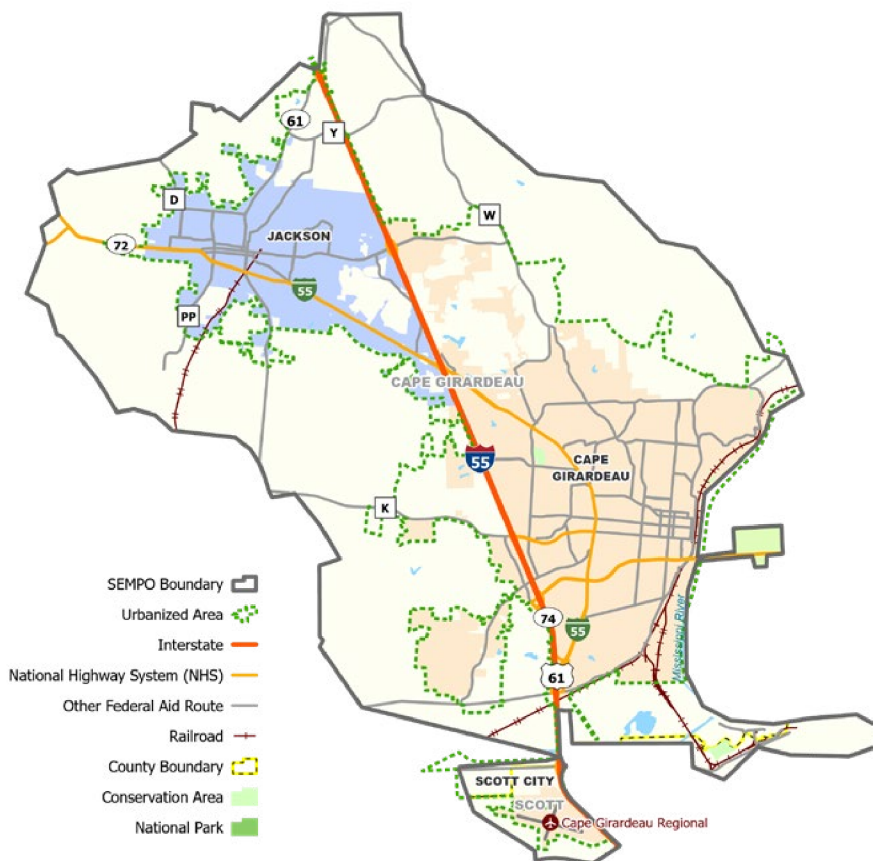 61
Y
D
W
JACKSON
72
55
PP
CAPE GIRARDEAU
55
CAPE
GIRARDEAU
K
SEMPO Boundary
Urbanized Area
Interstate
National Highway System (NHS)
Other Federal Aid Route
Railroad
County Boundary
Conservation Area
National Park
74
55
Mississippi River
61
SCOTT CITY
SCOTT
Cape Girardeau Regional